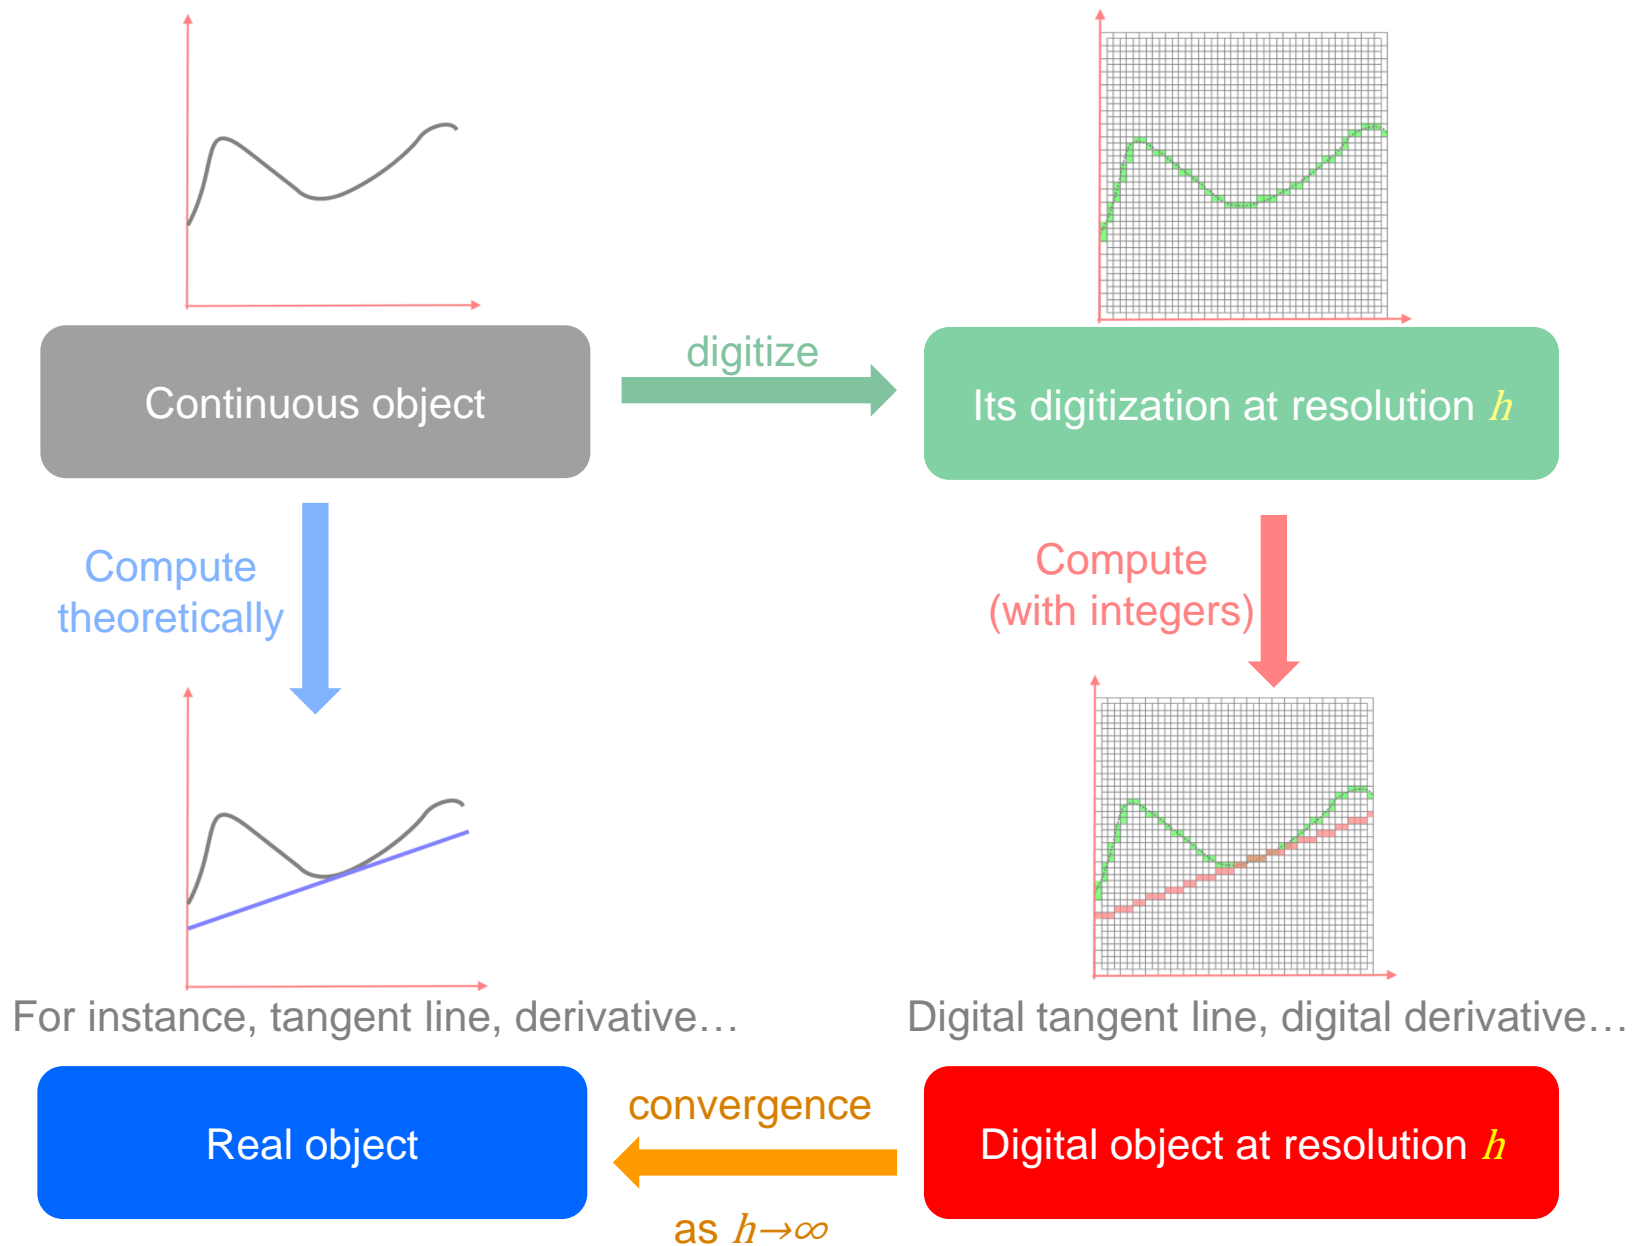 digitize
Continuous object
Its digitization at resolution h
Compute
theoretically
Compute
(with integers)
For instance, tangent line, derivative…
Digital tangent line, digital derivative…
convergence
Real object
Digital object at resolution h
as h→∞